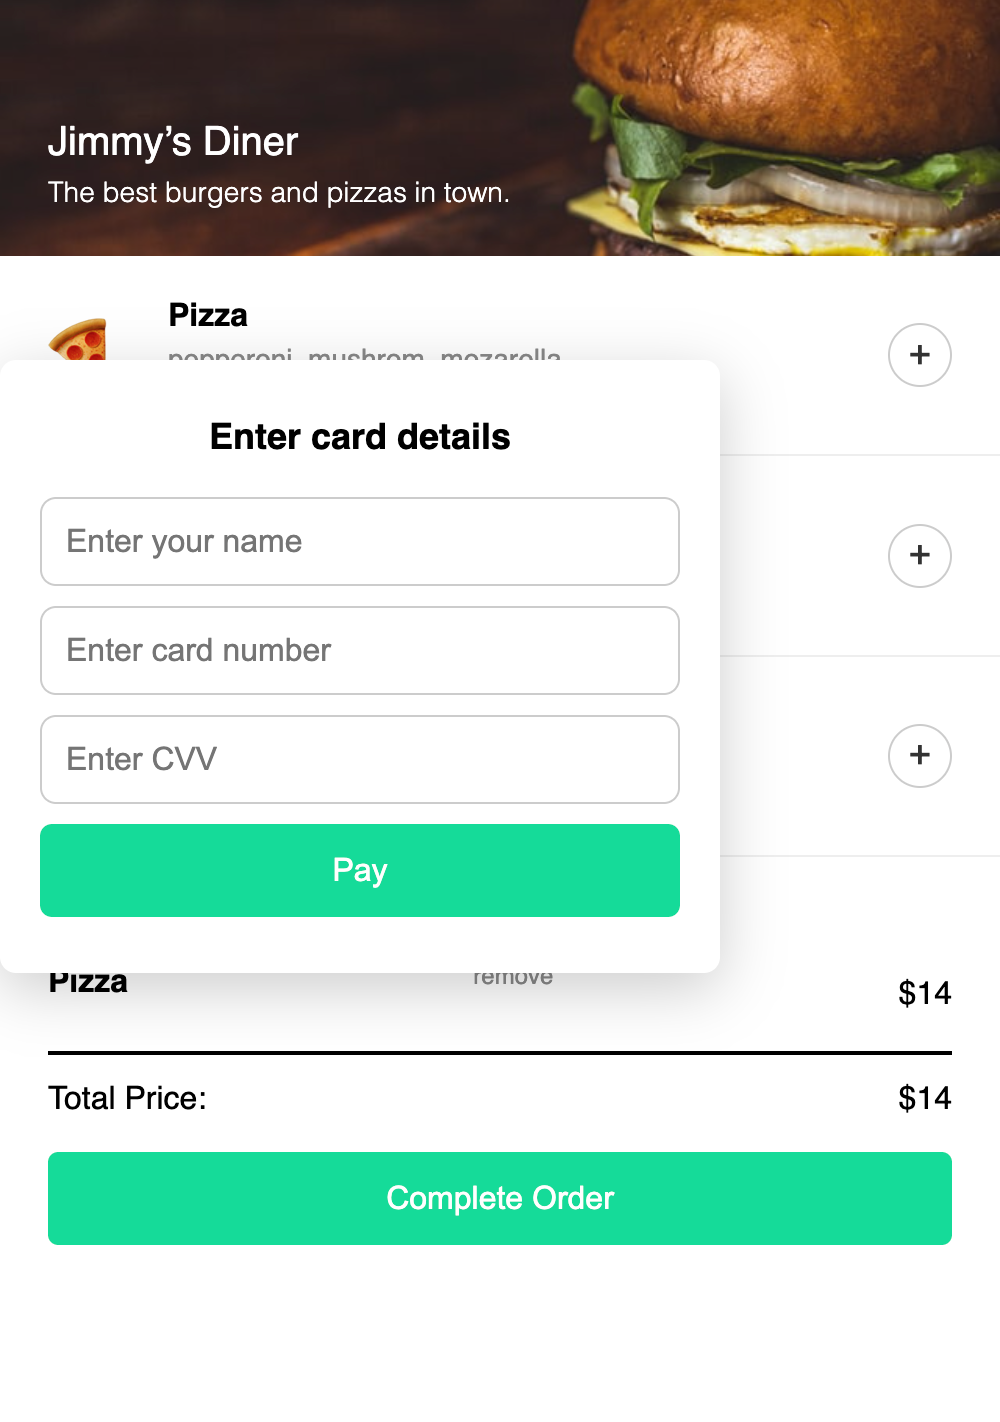 Jimmy’s Diner
The best burgers and pizzas in town.
Pizza
pepperoni, mushrom, mozarella
+
Enter card details
Enter your name
+
Enter card number
Enter CVV
+
Pay
Pizza
remove
$14
Total Price:
$14
Complete Order